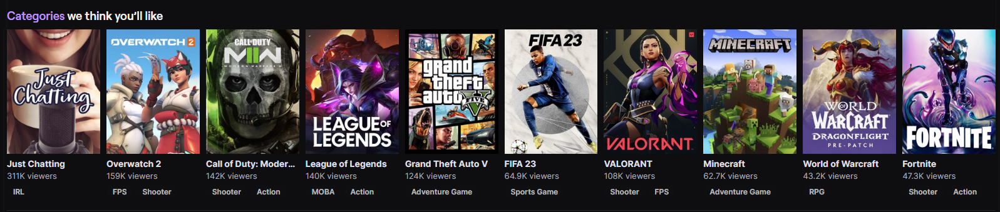 Categories we think you'll like
Just
Chatting
Just Chatting
311K viewers
IRL
OVERWATCH 2
Overwatch 2
159K viewers
FPS Shooter
CALL OF DUTY
MWII
MODERN WARFARE II
Call of Duty: Moder...
142K viewers
Shooter Action
LEAGUE OF
LEGENDS
League of Legends
140K viewers
MOBA Action
grand
theft
auto V
FIVE
Grand Theft Auto V
124K viewers
Adventure Game
FIFA 23
FIFA 23
64.9K viewers
Sports Game
VALORANT
VALORANT
108K viewers
Shooter FPS
MINECRAFT
Minecraft
62.7K viewers
Adventure Game
WORLD
OF
WARCRAFT
DRAGONFLIGHT
PRE-PATCH
World of Warcraft
43.2K viewers
RPG
FORTNITE
Fortnite
47.3K viewers
Shooter Action